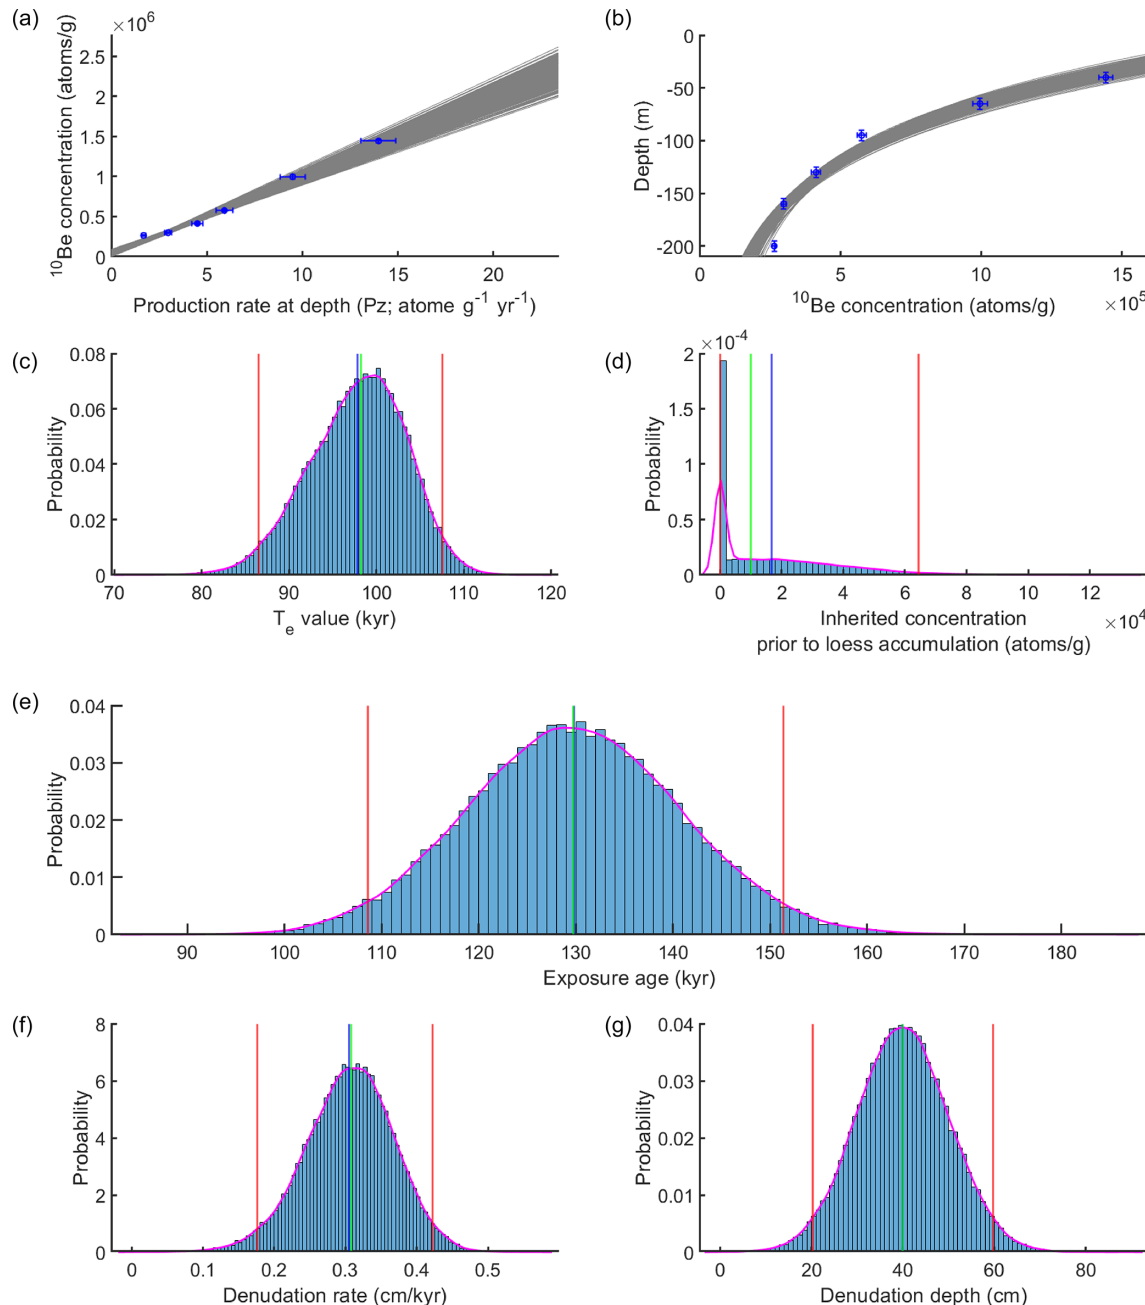 (a)
×10⁶
2.5
2
1.5
1
0.5
0
¹⁰Be concentration (atoms/g)
0 5 10 15 20
Production rate at depth (Pz; atome g⁻¹ yr⁻¹)
(b)
0
-50
-100
-150
-200
Depth (m)
0 5 10 15
¹⁰Be concentration (atoms/g)
×10⁵
(c)
0.08
0.06
0.04
0.02
0
Probability
70 80 90 100 110 120
Tₑ value (kyr)
(d)
×10⁻⁴
2
1.5
1
0.5
0
Probability
0 2 4 6 8 10 12
Inherited concentration
prior to loess accumulation (atoms/g)
×10⁴
(e)
0.04
0.03
0.02
0.01
0
Probability
90 100 110 120 130 140 150 160 170 180
Exposure age (kyr)
(f)
8
6
4
2
0
Probability
0 0.1 0.2 0.3 0.4 0.5
Denudation rate (cm/kyr)
(g)
0.04
0.03
0.02
0.01
0
Probability
0 20 40 60 80
Denudation depth (cm)